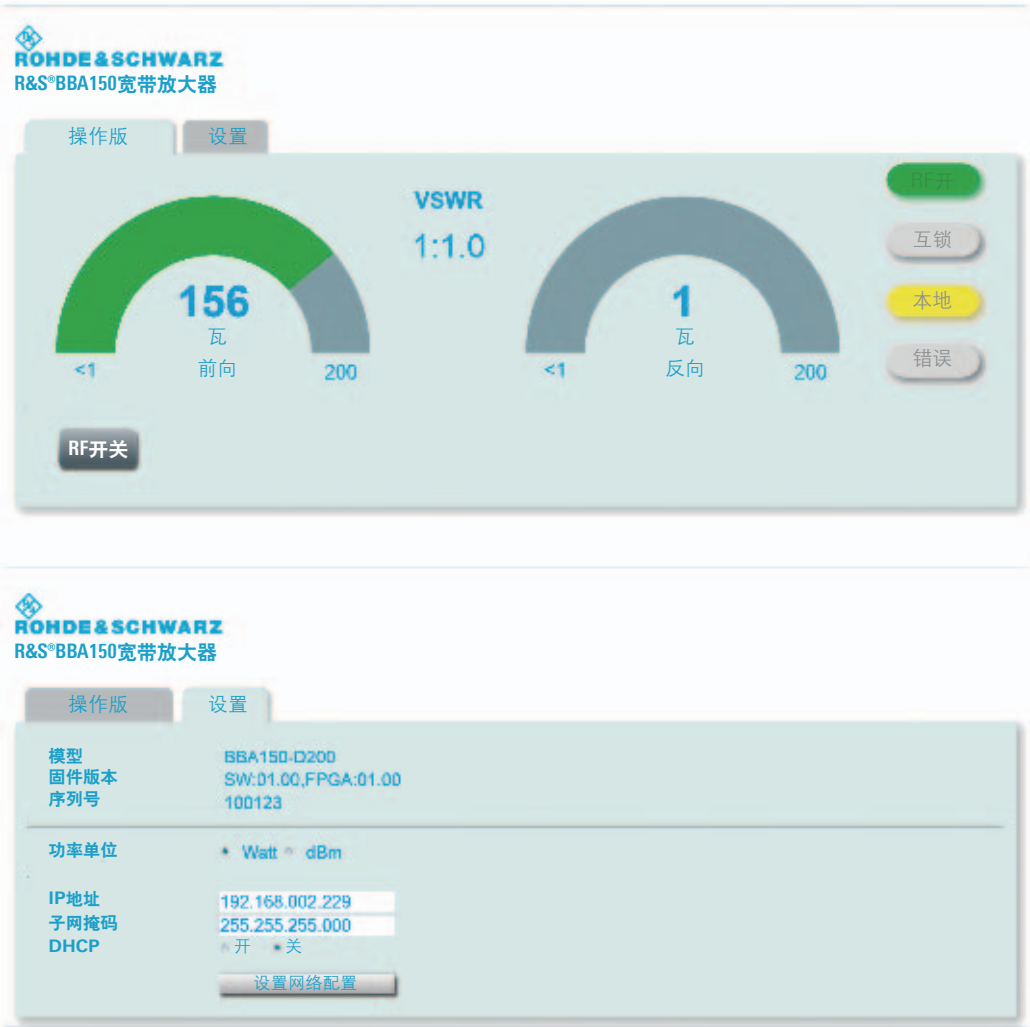 ROHDE&SCHWARZ
R&S®BBA150宽带放大器
操作版 设置
VSWR
1:1.0
156
瓦
前向
<1 200
1
瓦
反向
<1 200
RF开
互锁
本地
错误
RF开关
ROHDE&SCHWARZ
R&S®BBA150宽带放大器
操作版 设置
模型 BBA150-D200
固件版本 SW:01.00,FPGA:01.00
序列号 100123
功率单位 Watt dBm
IP地址 192.168.002.229
子网掩码 255.255.255.000
DHCP 开 关
设置网络配置